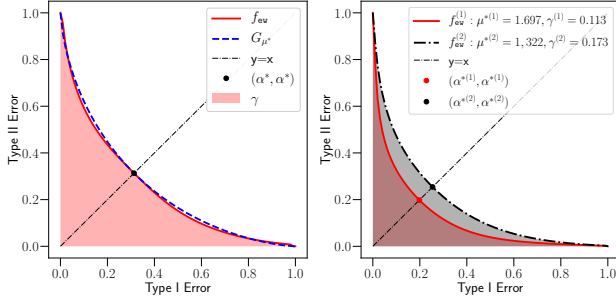 f_ew
G_μ*
y=x
(α*, α*)
γ
Type II Error
1.0
0.8
0.6
0.4
0.2
0.0
0.0 0.2 0.4 0.6 0.8 1.0
Type I Error
f_ew^(1) : μ*(1) = 1.697, γ^(1) = 0.113
f_ew^(2) : μ*(2) = 1, 322, γ^(2) = 0.173
y=x
(α*(1), α*(1))
(α*(2), α*(2))
Type II Error
1.0
0.8
0.6
0.4
0.2
0.0
0.0 0.2 0.4 0.6 0.8 1.0
Type I Error